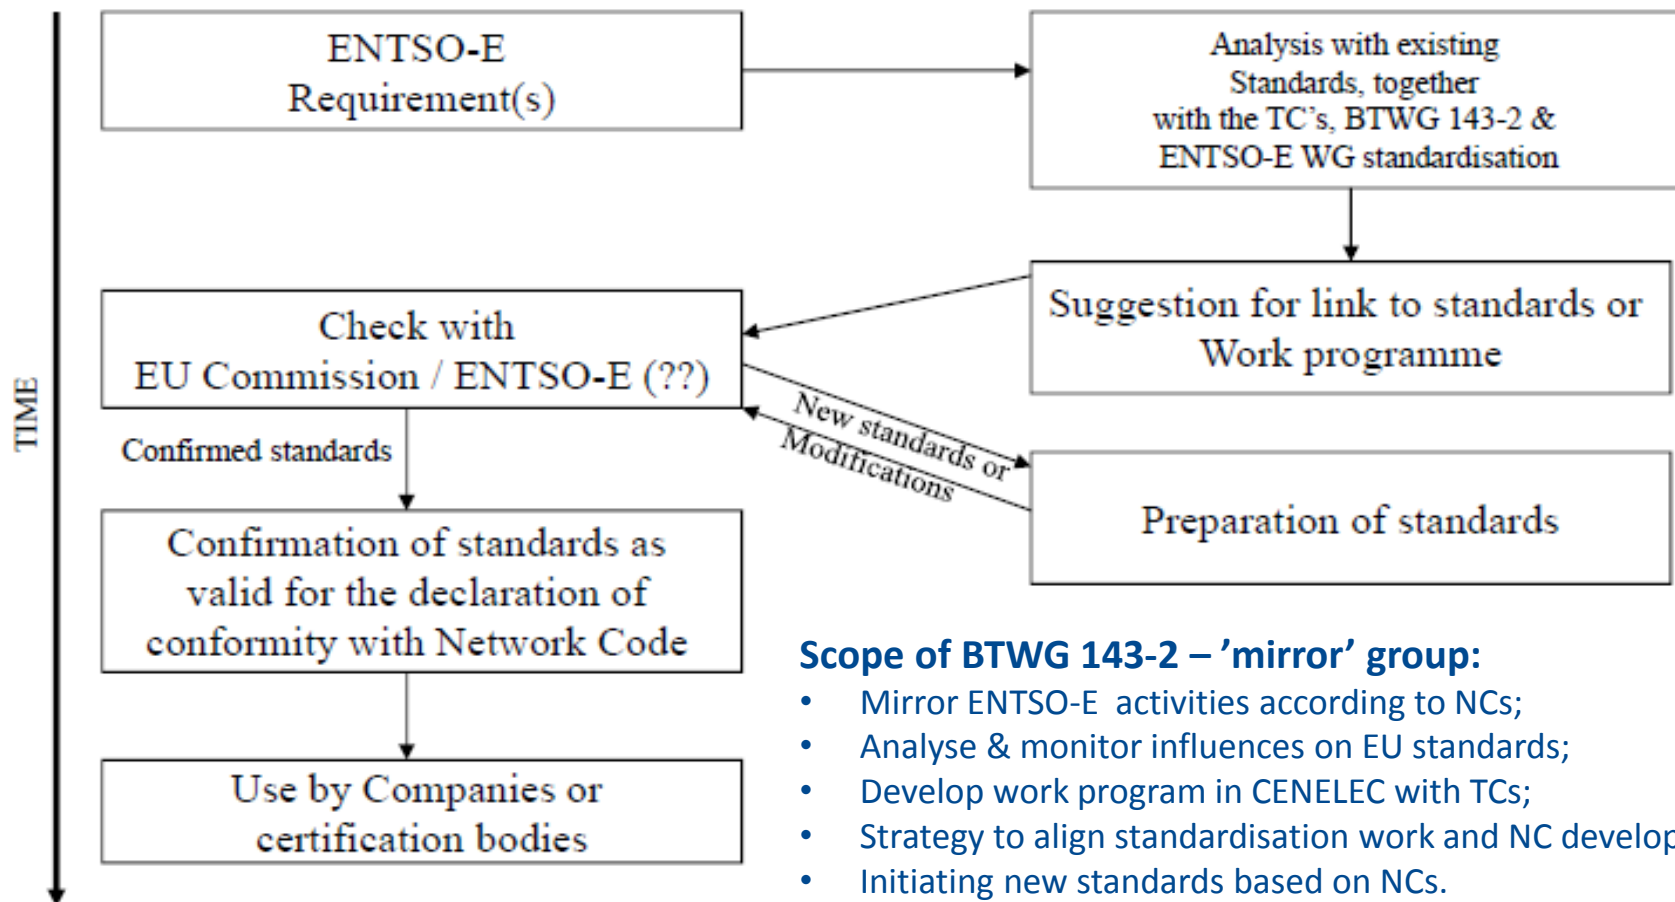 ENTSO-E
Requirement(s)
Analysis with existing
Standards, together
with the TC's, BTWG 143-2 &
ENTSO-E WG standardisation
Suggestion for link to standards or
Work programme
Check with
EU Commission / ENTSO-E (??)
New standards or
Modifications
TIME
Confirmed standards
Preparation of standards
Confirmation of standards as
valid for the declaration of
conformity with Network Code
Use by Companies or
certification bodies
Scope of BTWG 143-2 – ’mirror’ group:
• Mirror ENTSO-E activities according to NCs;
• Analyse & monitor influences on EU standards;
• Develop work program in CENELEC with TCs;
• Strategy to align standardisation work and NC develop
• Initiating new standards based on NCs.